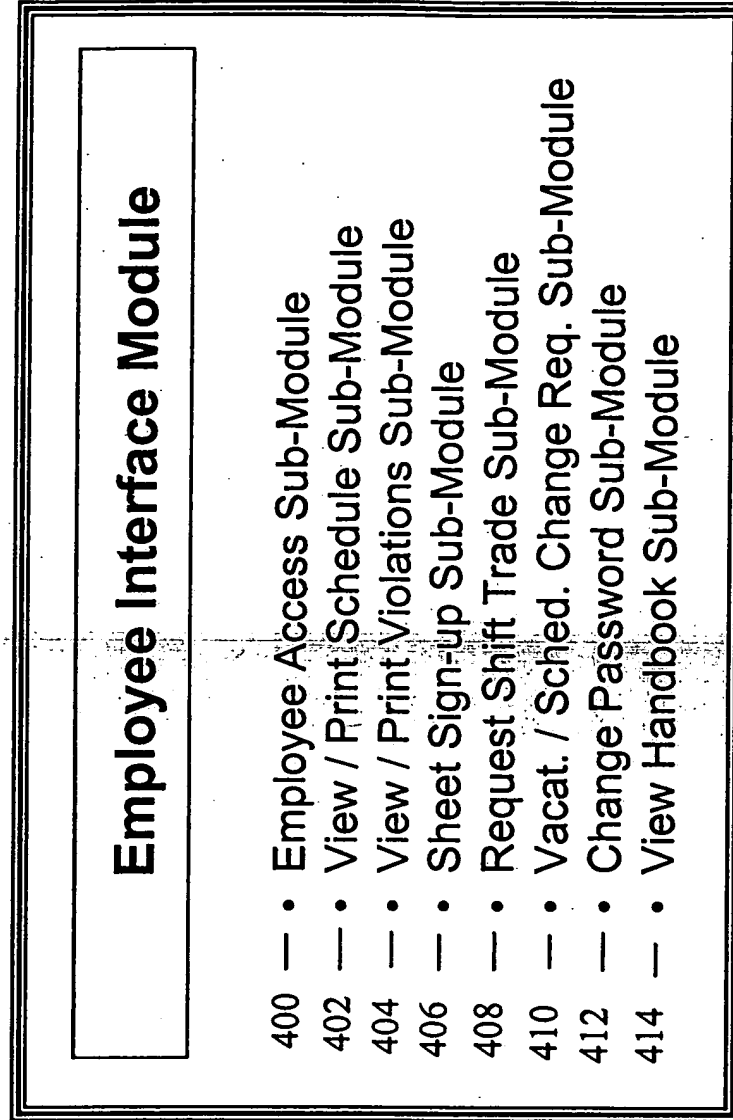 Employee Interface Module
400 — • Employee Access Sub-Module
402 — • View / Print Schedule Sub-Module
404 — • View / Print Violations Sub-Module
406 — • Sheet Sign-up Sub-Module
408 — • Request Shift Trade Sub-Module
410 — • Vacat. / Sched. Change Req. Sub-Module
412 — • Change Password Sub-Module
414 — • View Handbook Sub-Module